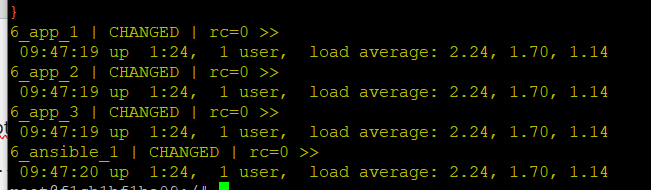 }
6_app_1 | CHANGED | rc=0 >>
 09:47:19 up  1:24,  1 user,  load average: 2.24, 1.70, 1.14
6_app_2 | CHANGED | rc=0 >>
 09:47:19 up  1:24,  1 user,  load average: 2.24, 1.70, 1.14
6_app_3 | CHANGED | rc=0 >>
 09:47:19 up  1:24,  1 user,  load average: 2.24, 1.70, 1.14
6_ansible_1 | CHANGED | rc=0 >>
 09:47:20 up  1:24,  1 user,  load average: 2.24, 1.70, 1.14